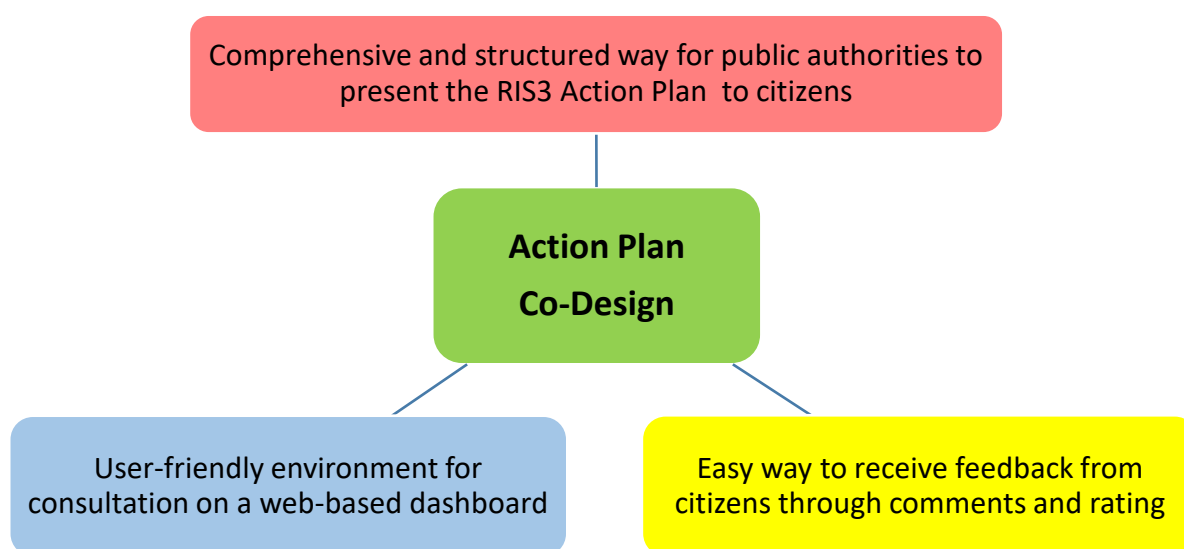 Comprehensive and structured way for public authorities to
present the RIS3 Action Plan to citizens
Action Plan
Co-Design
User-friendly environment for
consultation on a web-based dashboard
Easy way to receive feedback from
citizens through comments and rating